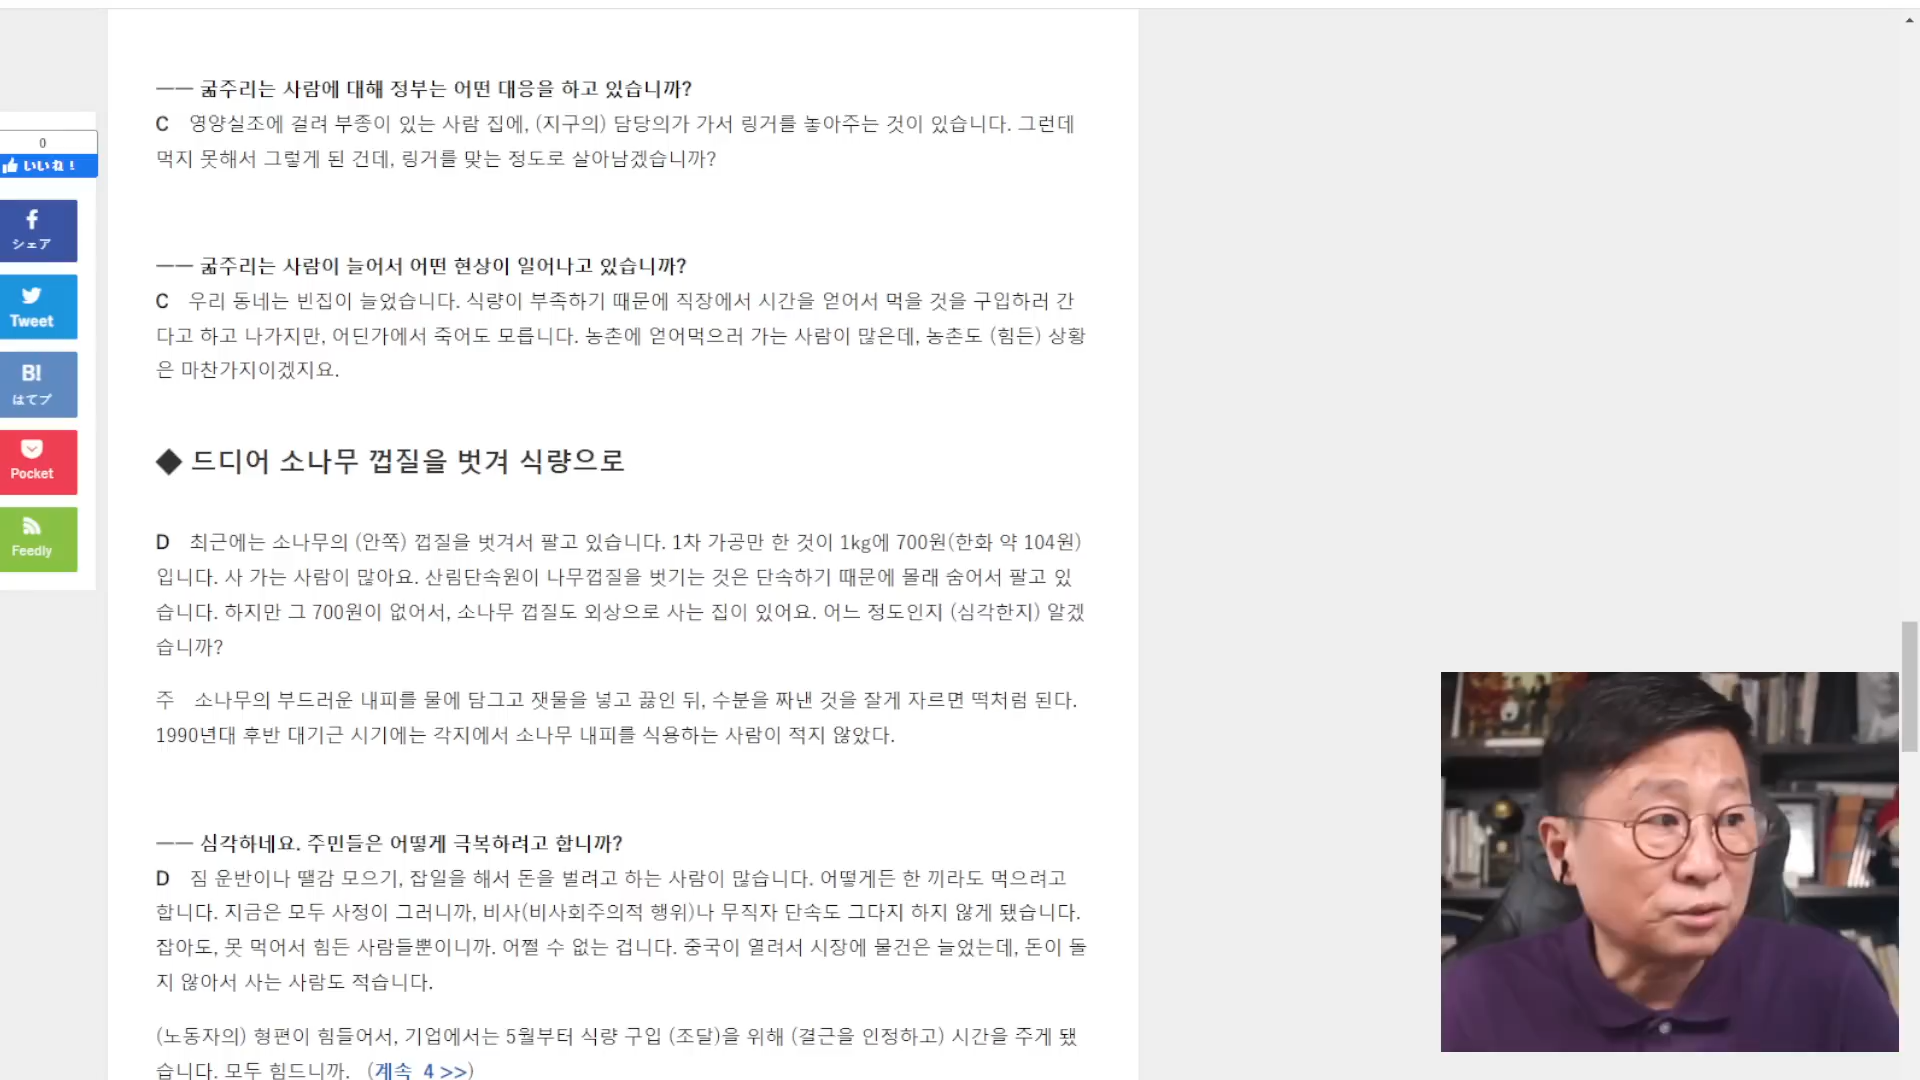 —— 굶주리는 사람에 대해 정부는 어떤 대응을 하고 있습니까?
C 영양실조에 걸려 부종이 있는 사람 집에, (지구의) 담당의가 가서 링거를 놓아주는 것이 있습니다. 그런데
먹지 못해서 그렇게 된 건데, 링거를 맞는 정도로 살아남겠습니까?
0
いいね!
シェア
Tweet
B!
はてブ
Pocket
Feedly
—— 굶주리는 사람이 늘어서 어떤 현상이 일어나고 있습니까?
C 우리 동네는 빈집이 늘었습니다. 식량이 부족하기 때문에 직장에서 시간을 얻어서 먹을 것을 구입하러 간
다고 하고 나가지만, 어딘가에서 죽어도 모릅니다. 농촌에 얻어먹으러 가는 사람이 많은데, 농촌도 (힘든) 상황
은 마찬가지이겠지요.
◆ 드디어 소나무 껍질을 벗겨 식량으로
D 최근에는 소나무의 (안쪽) 껍질을 벗겨서 팔고 있습니다. 1차 가공만 한 것이 1kg에 700원(한화 약 104원)
입니다. 사 가는 사람이 많아요. 산림단속원이 나무껍질을 벗기는 것은 단속하기 때문에 몰래 숨어서 팔고 있
습니다. 하지만 그 700원이 없어서, 소나무 껍질도 외상으로 사는 집이 있어요. 어느 정도인지 (심각한지) 알겠
습니까?
주 소나무의 부드러운 내피를 물에 담그고 잿물을 넣고 끓인 뒤, 수분을 짜낸 것을 잘게 자르면 떡처럼 된다.
1990년대 후반 대기근 시기에는 각지에서 소나무 내피를 식용하는 사람이 적지 않았다.
—— 심각하네요. 주민들은 어떻게 극복하려고 합니까?
D 짐 운반이나 땔감 모으기, 잡일을 해서 돈을 벌려고 하는 사람이 많습니다. 어떻게든 한 끼라도 먹으려고
합니다. 지금은 모두 사정이 그러니까, 비사(비사회주의적 행위)나 무직자 단속도 그다지 하지 않게 됐습니다.
잡아도, 못 먹어서 힘든 사람들뿐이니까. 어쩔 수 없는 겁니다. 중국이 열려서 시장에 물건은 늘었는데, 돈이 돌
지 않아서 사는 사람도 적습니다.
(노동자의) 형편이 힘들어서, 기업에서는 5월부터 식량 구입 (조달)을 위해 (결근을 인정하고) 시간을 주게 됐
습니다. 모두 힘드니까. (계속 4 >>)